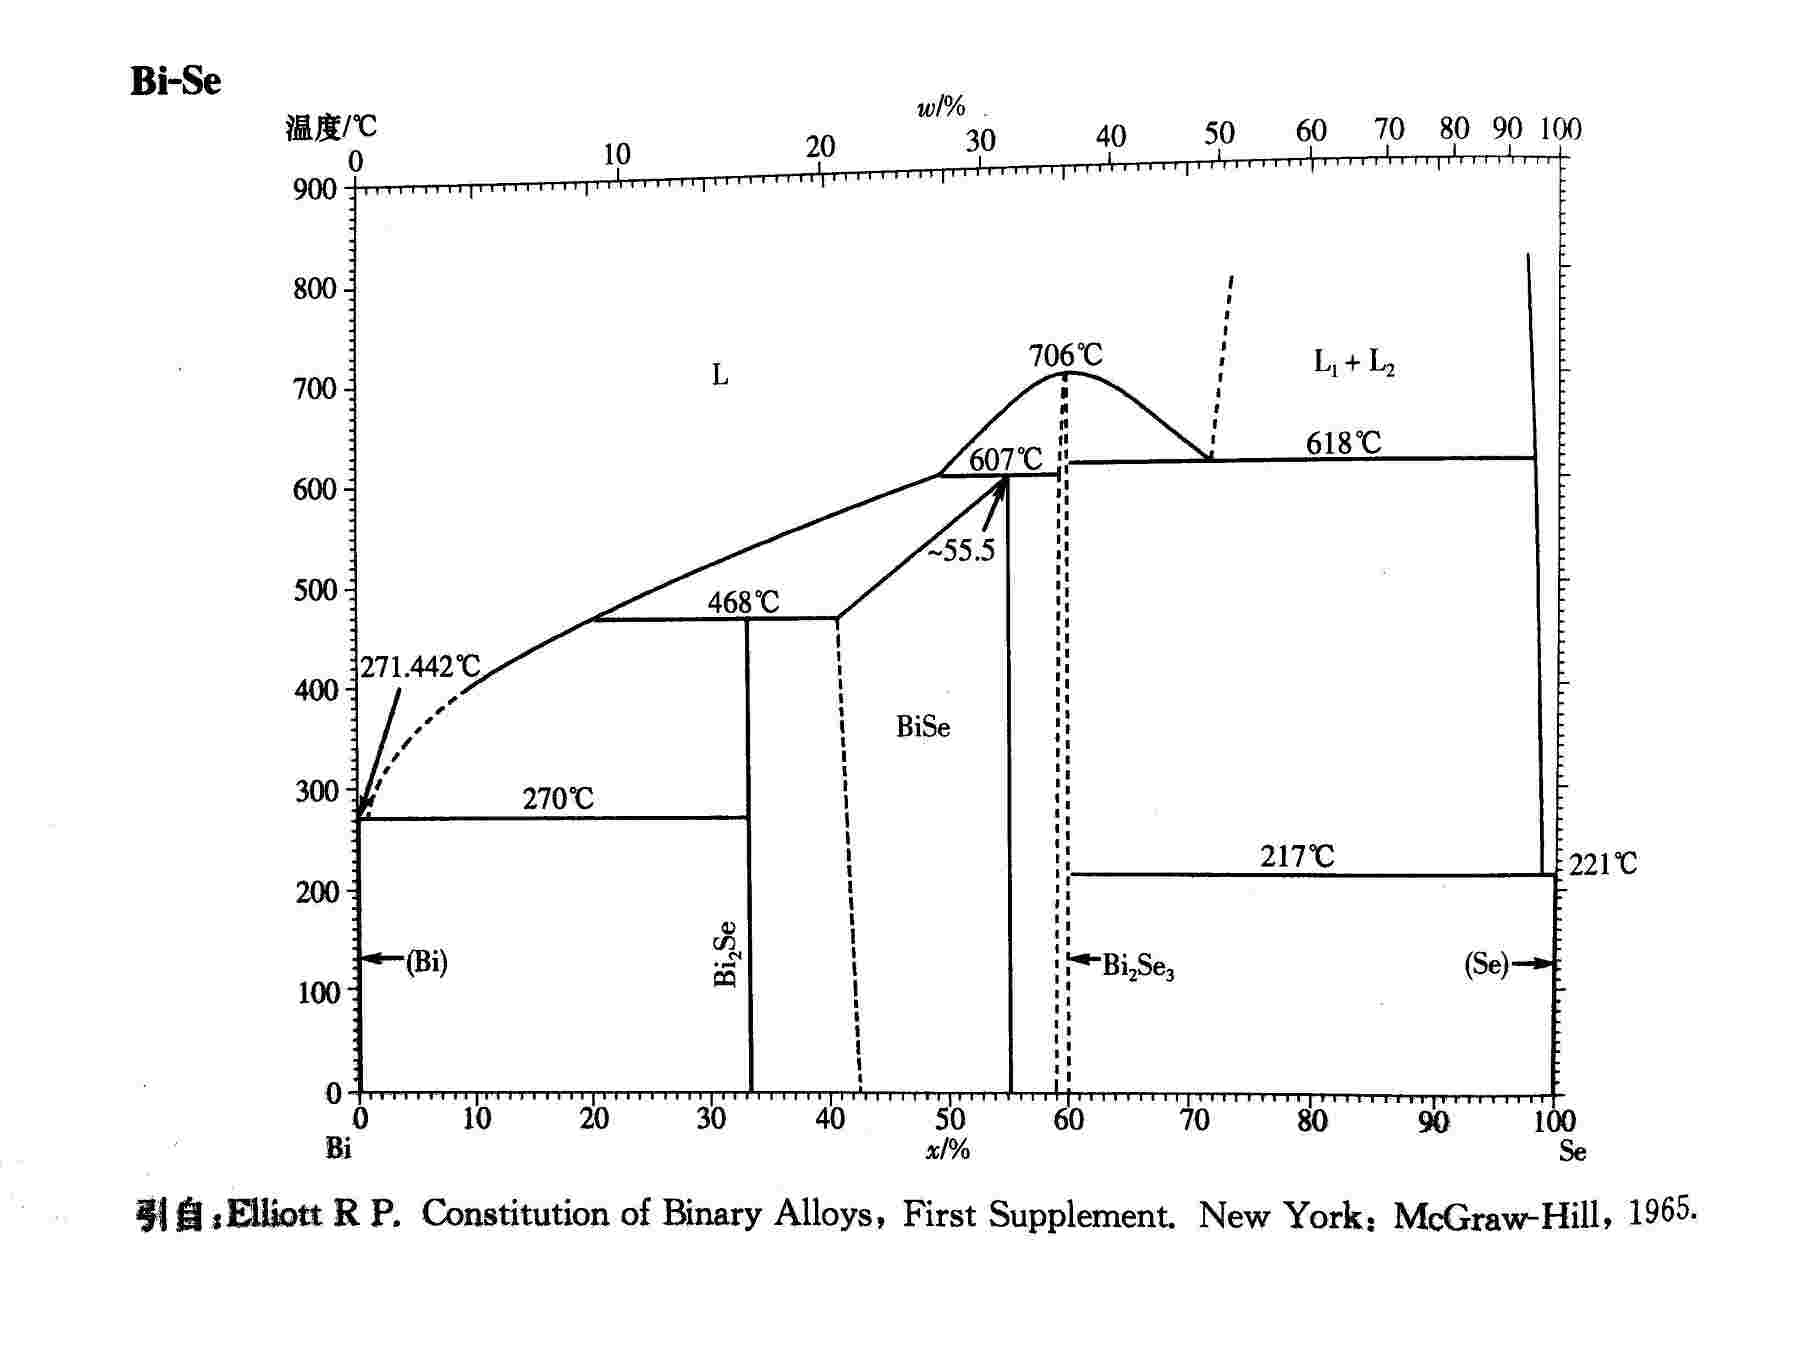 Bi-Se
w/%
温度/℃
0 10 20 30 40 50 60 70 80 90 100
900
800
L
706℃
L₁ + L₂
700
607℃
618℃
600
~55.5
500
468℃
271.442℃
400
BiSe
300
270℃
217℃
221℃
200
(Bi)
Bi₂Se
Bi₂Se₃
(Se)
100
0
0 10 20 30 40 50 60 70 80 90 100
Bi
x/%
Se
引自:Elliott R P. Constitution of Binary Alloys, First Supplement. New York: McGraw-Hill, 1965.